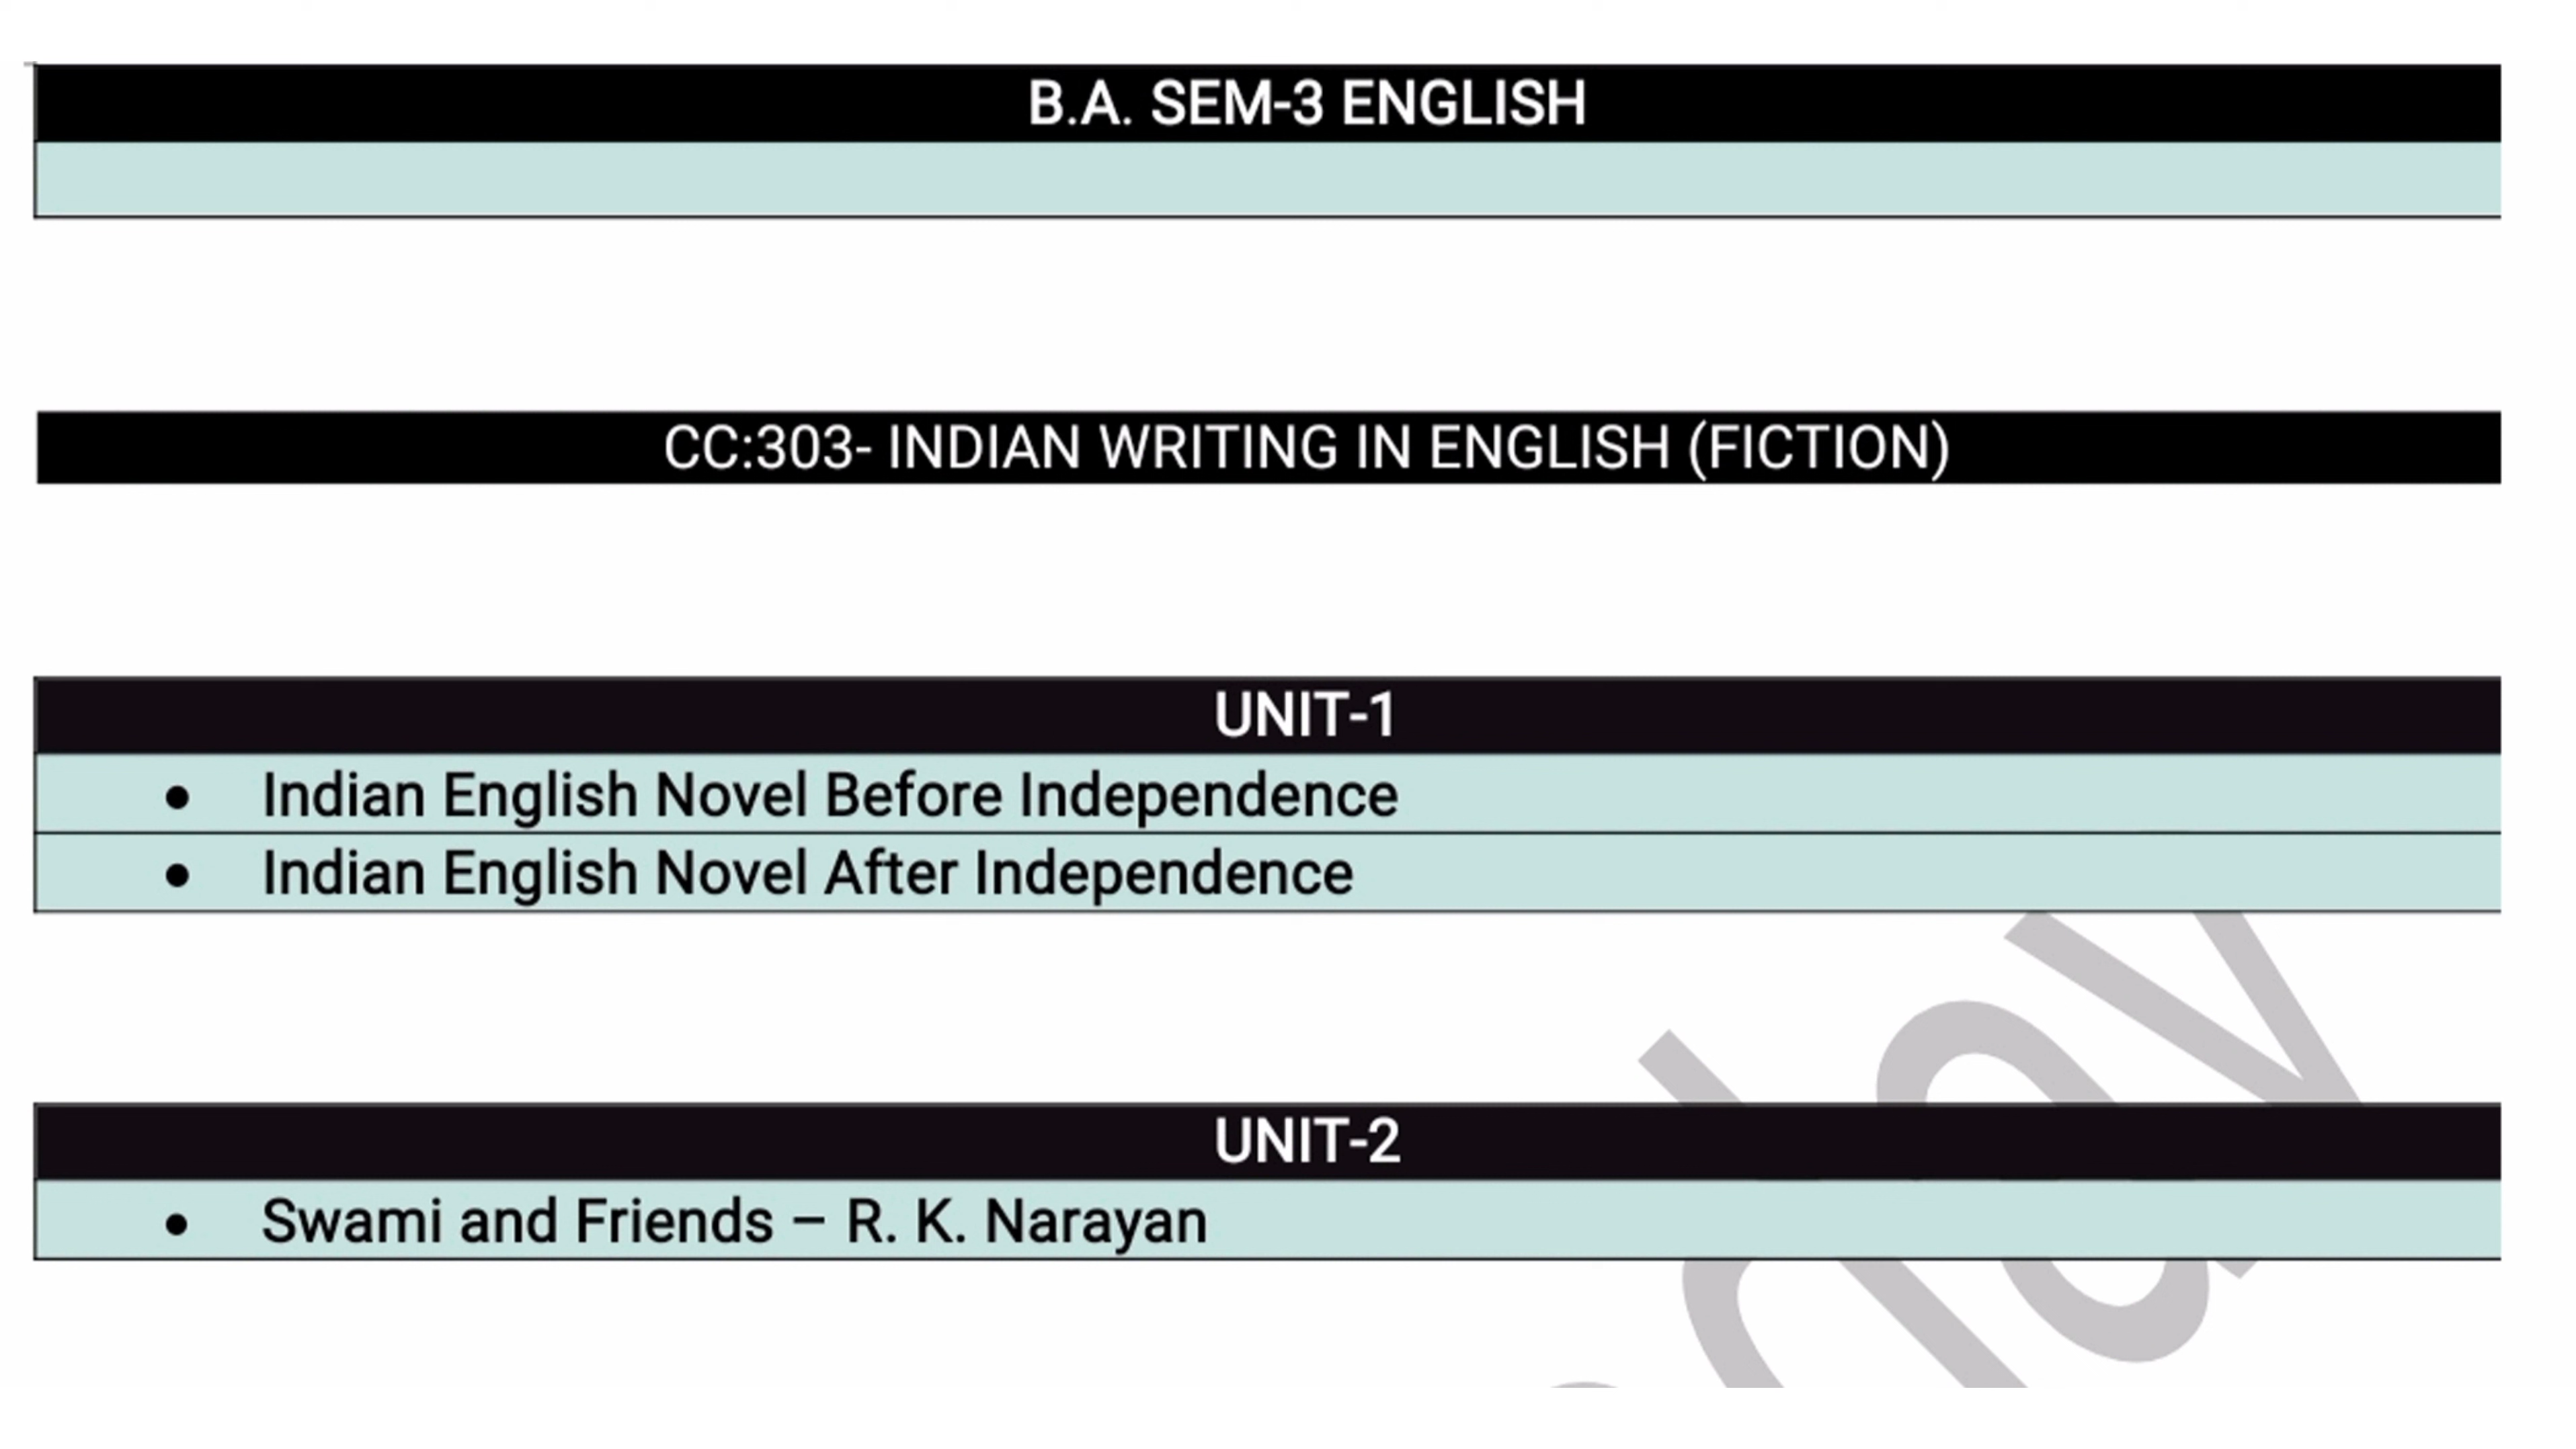 B.A. SEM-3 ENGLISH
CC:303- INDIAN WRITING IN ENGLISH (FICTION)
UNIT-1
• Indian English Novel Before Independence
• Indian English Novel After Independence
UNIT-2
• Swami and Friends – R. K. Narayan